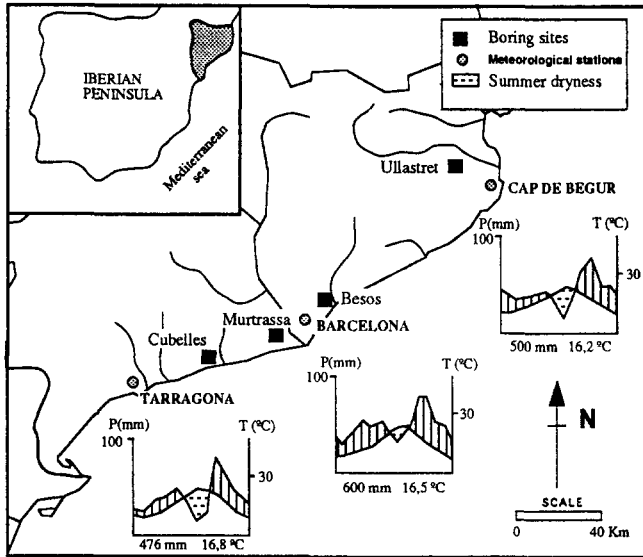 IBERIAN
PENINSULA
Mediterranean
sea
Boring sites
Meteorological stations
Summer dryness
Ullastret
CAP DE BEGUR
P(mm)
T (ºC)
100
30
500 mm 16,2 ºC
Besos
Murtrassa
BARCELONA
Cubelles
P(mm)
T (ºC)
100
30
600 mm 16,5 ºC
TARRAGONA
P(mm)
T (ºC)
100
30
476 mm 16,8 ºC
N
SCALE
0 40 Km